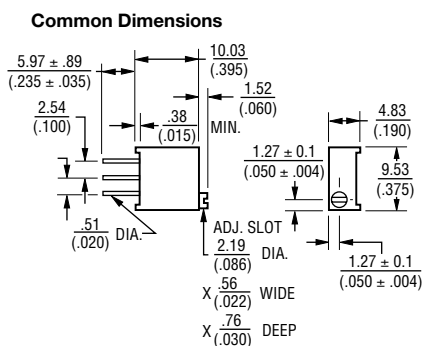 Common Dimensions
5.97 ± .89
(.235 ± .035)
10.03
(.395)
2.54
(.100)
.38
(.015)
MIN.
1.52
(.060)
4.83
(.190)
1.27 ± 0.1
(.050 ± .004)
9.53
(.375)
.51
(.020) DIA.
ADJ. SLOT
2.19
(.086) DIA.
X .56
(.022) WIDE
X .76
(.030) DEEP
1.27 ± 0.1
(.050 ± .004)